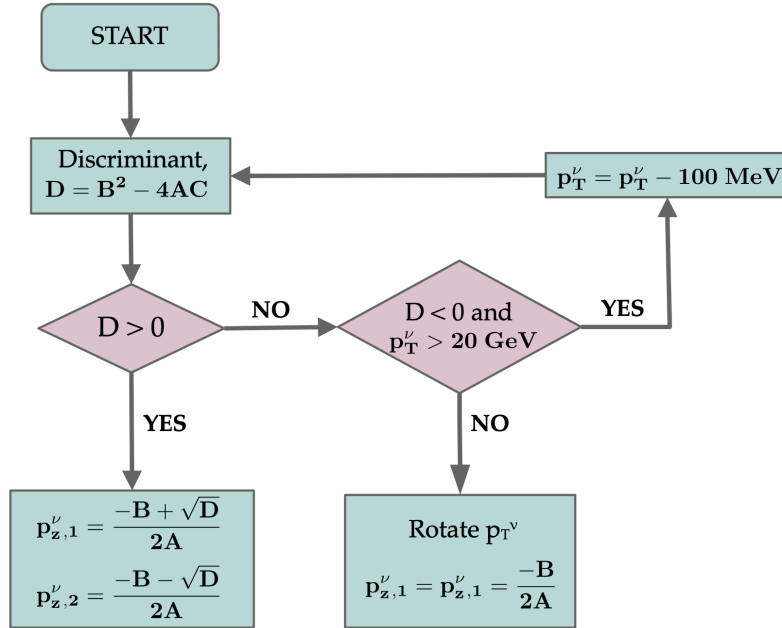 START
Discriminant,
D = B² − 4AC
p_T^ν = p_T^ν − 100 MeV
D > 0
NO
D < 0 and
p_T^ν > 20 GeV
YES
YES
NO
p_{z,1}^ν = (−B + √D) / 2A
p_{z,2}^ν = (−B − √D) / 2A
Rotate p_T^ν
p_{z,1}^ν = p_{z,1}^ν = −B / 2A